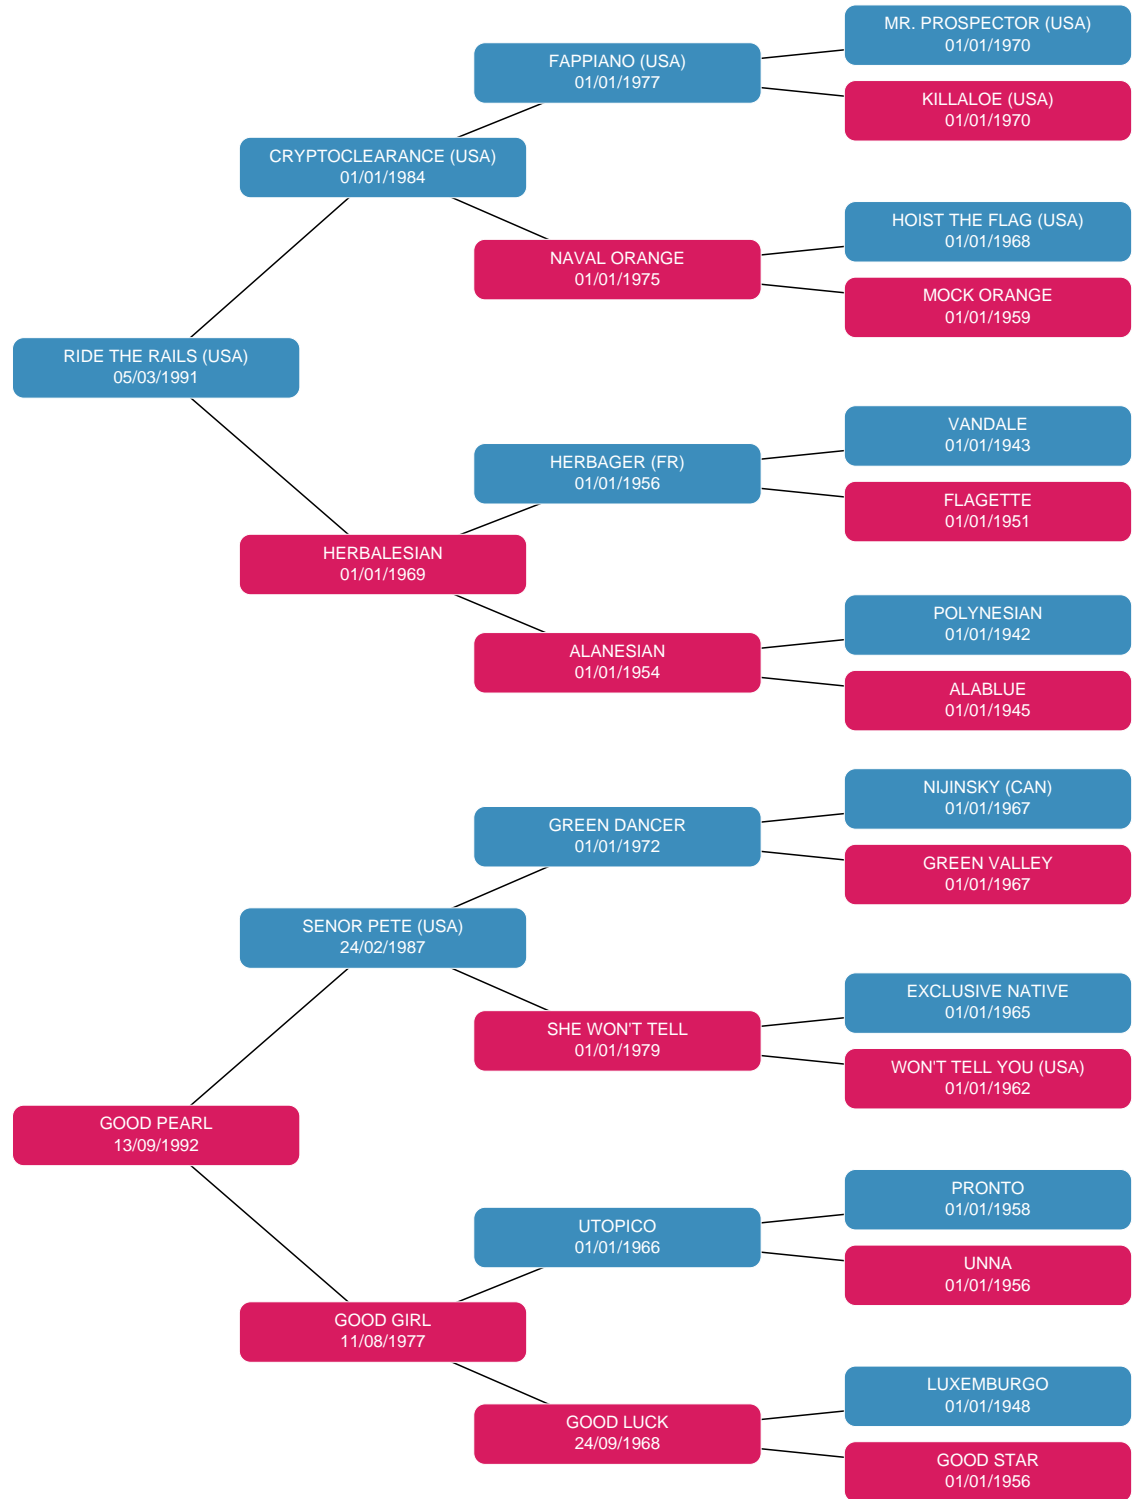 MR. PROSPECTOR (USA)
01/01/1970
FAPPIANO (USA)
01/01/1977
KILLALOE (USA)
01/01/1970
CRYPTOCLEARANCE (USA)
01/01/1984
HOIST THE FLAG (USA)
01/01/1968
NAVAL ORANGE
01/01/1975
MOCK ORANGE
01/01/1959
RIDE THE RAILS (USA)
05/03/1991
VANDALE
01/01/1943
HERBAGER (FR)
01/01/1956
FLAGETTE
01/01/1951
HERBALESIAN
01/01/1969
POLYNESIAN
01/01/1942
ALANESIAN
01/01/1954
ALABLUE
01/01/1945
NIJINSKY (CAN)
01/01/1967
GREEN DANCER
01/01/1972
GREEN VALLEY
01/01/1967
SENOR PETE (USA)
24/02/1987
EXCLUSIVE NATIVE
01/01/1965
SHE WON'T TELL
01/01/1979
WON'T TELL YOU (USA)
01/01/1962
GOOD PEARL
13/09/1992
PRONTO
01/01/1958
UTOPICO
01/01/1966
UNNA
01/01/1956
GOOD GIRL
11/08/1977
LUXEMBURGO
01/01/1948
GOOD LUCK
24/09/1968
GOOD STAR
01/01/1956